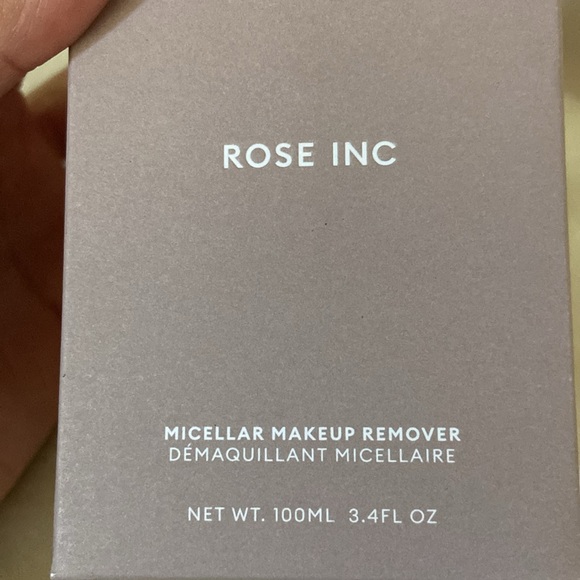 ROSE INC
MICELLAR MAKEUP REMOVER
DÉMAQUILLANT MICELLAIRE
NET WT. 100ML 3.4FL OZ